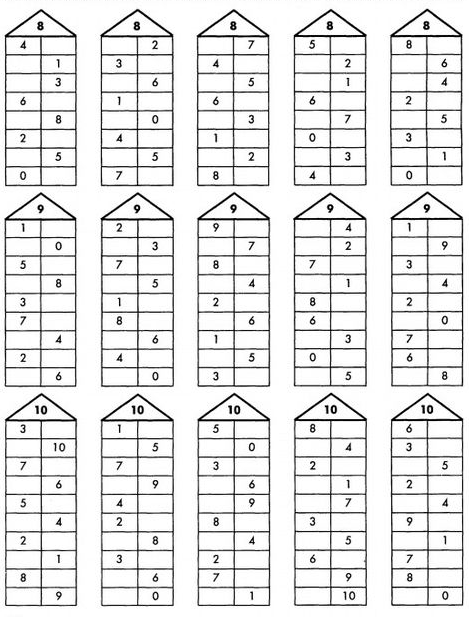 8 8 8 8 8
4 2 7 5 8
1 3 4 2 6
3 6 5 1 4
6 1 6 6 2
8 0 3 7 5
2 4 1 0 3
5 5 2 3 1
0 7 8 4 0
9 9 9 9 9
1 2 9 4 1
0 3 7 2 9
5 7 8 7 3
8 5 4 1 4
3 1 2 8 2
7 8 6 6 0
4 6 1 3 7
2 4 5 0 6
6 0 3 5 8
10 10 10 10 10
3 1 5 8 6
10 5 0 4 3
7 7 3 2 5
6 9 6 1 2
5 4 9 7 4
4 2 8 3 9
2 8 4 5 1
1 3 2 6 7
8 6 7 9 8
9 0 1 10 0